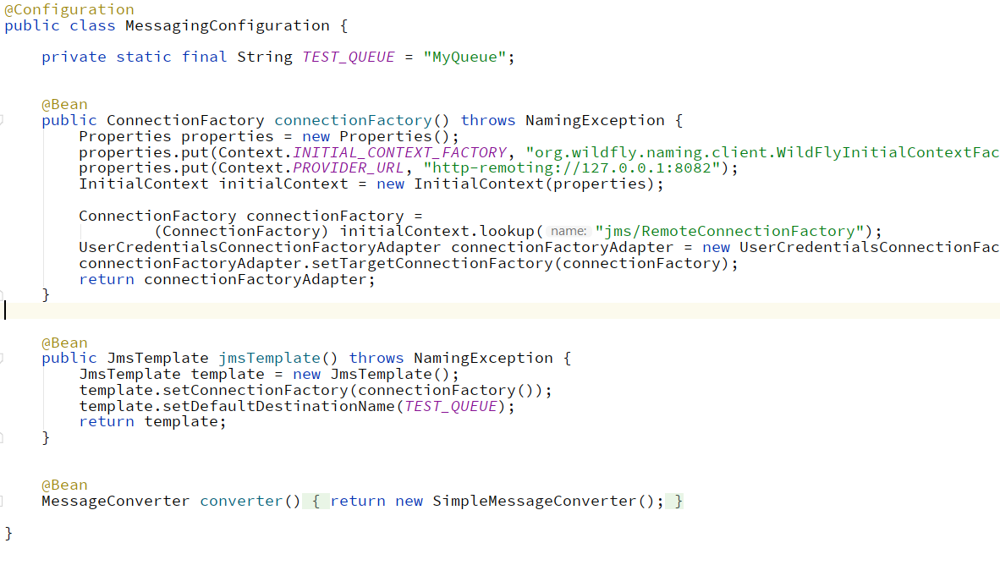 @Configuration
public class MessagingConfiguration {
private static final String TEST_QUEUE = "MyQueue";
@Bean
public ConnectionFactory connectionFactory() throws NamingException {
Properties properties = new Properties();
properties.put(Context.INITIAL_CONTEXT_FACTORY, "org.wildfly.naming.client.WildFlyInitialContextFac
properties.put(Context.PROVIDER_URL, "http-remoting://127.0.0.1:8082");
InitialContext initialContext = new InitialContext(properties);
ConnectionFactory connectionFactory =
(ConnectionFactory) initialContext.lookup( name: "jms/RemoteConnectionFactory");
UserCredentialsConnectionFactoryAdapter connectionFactoryAdapter = new UserCredentialsConnectionFac
connectionFactoryAdapter.setTargetConnectionFactory(connectionFactory);
return connectionFactoryAdapter;
}
@Bean
public JmsTemplate jmsTemplate() throws NamingException {
JmsTemplate template = new JmsTemplate();
template.setConnectionFactory(connectionFactory());
template.setDefaultDestinationName(TEST_QUEUE);
return template;
}
@Bean
MessageConverter converter() { return new SimpleMessageConverter(); }
}